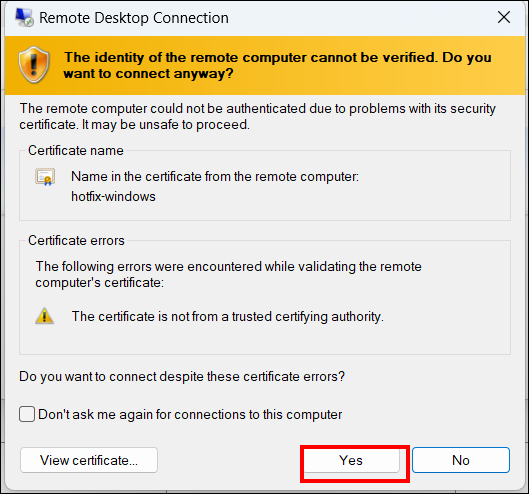 Remote Desktop Connection
The identity of the remote computer cannot be verified. Do you
want to connect anyway?
The remote computer could not be authenticated due to problems with its security
certificate. It may be unsafe to proceed.
Certificate name
Name in the certificate from the remote computer:
hotfix-windows
Certificate errors
The following errors were encountered while validating the remote
computer's certificate:
The certificate is not from a trusted certifying authority.
Do you want to connect despite these certificate errors?
Don't ask me again for connections to this computer
View certificate... Yes No